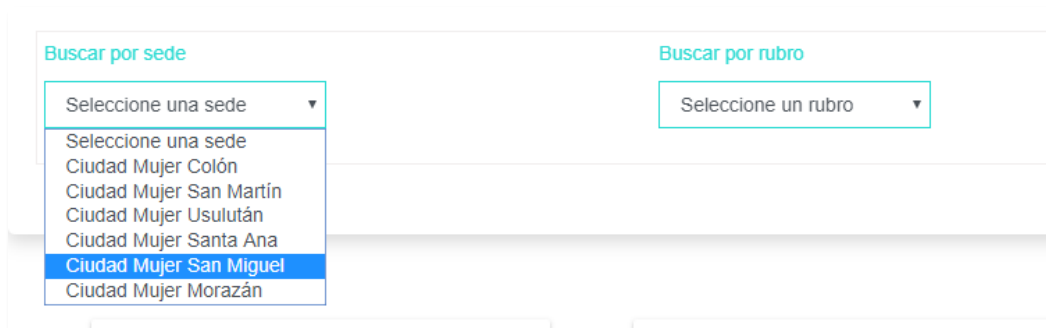 Buscar por sede
Buscar por rubro
Seleccione una sede
Seleccione un rubro
Seleccione una sede
Ciudad Mujer Colón
Ciudad Mujer San Martín
Ciudad Mujer Usulután
Ciudad Mujer Santa Ana
Ciudad Mujer San Miguel
Ciudad Mujer Morazán